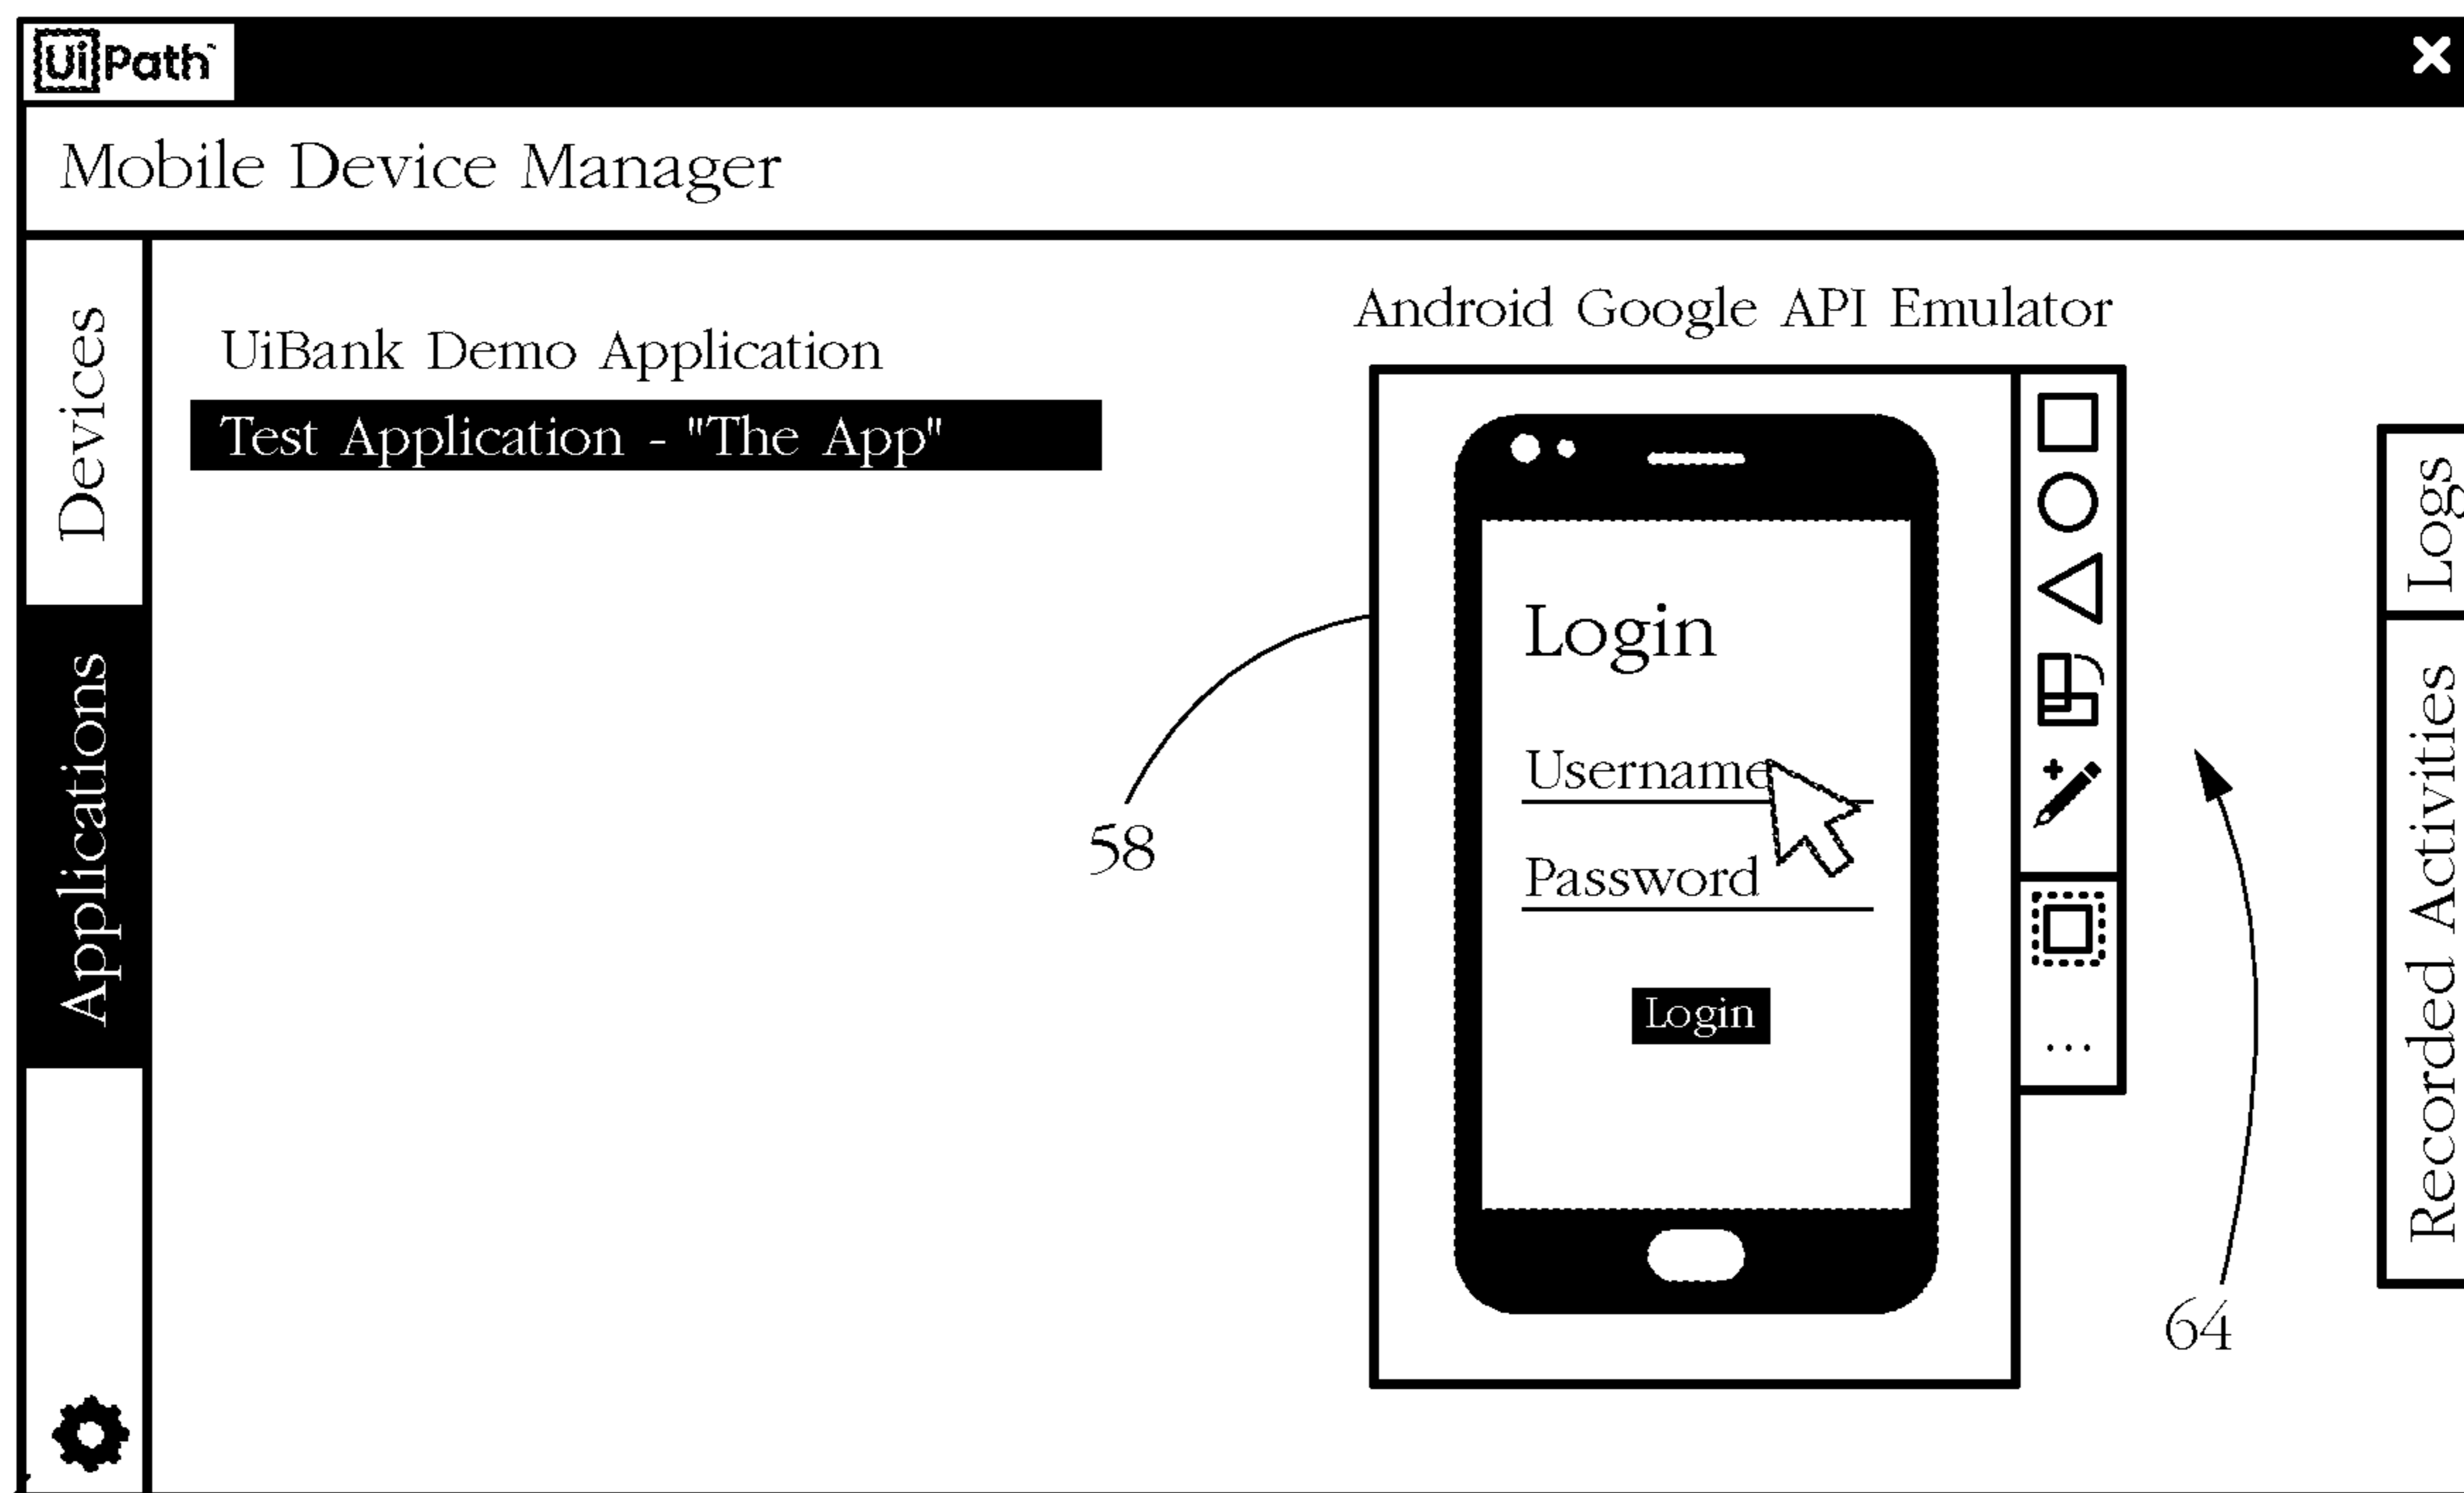 UiPath™
Mobile Device Manager
Devices
Applications
UiBank Demo Application
Test Application - "The App"
Android Google API Emulator
Login
Username
Password
Login
...
58
64
Logs
Recorded Activities